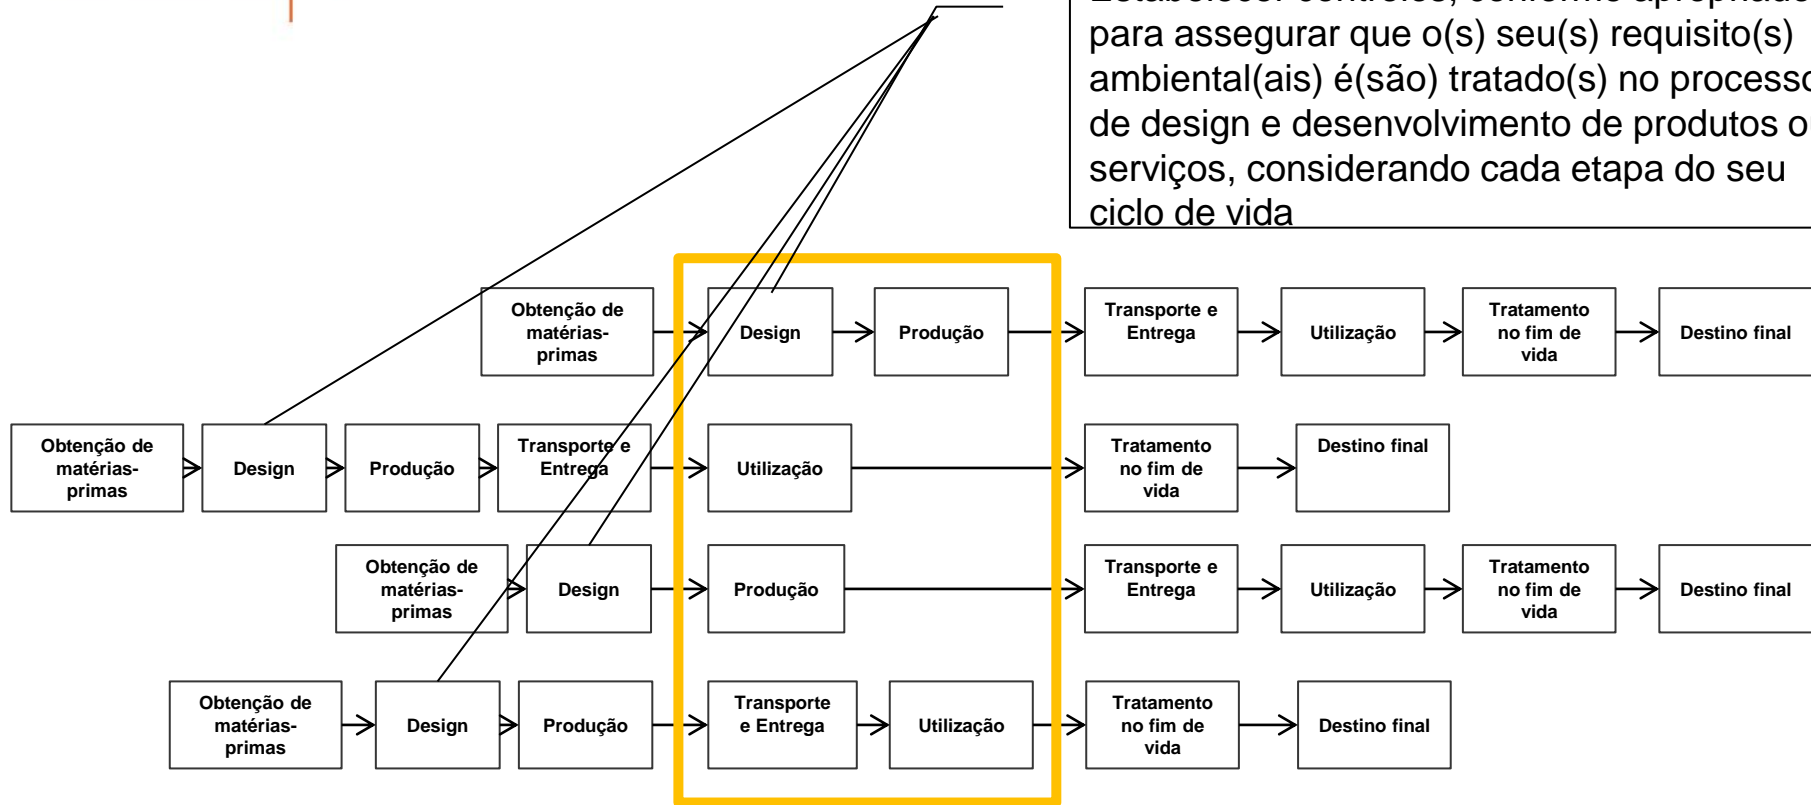 para assegurar que o(s) seu(s) requisito(s)
ambiental(ais) é(são) tratado(s) no processo
de design e desenvolvimento de produtos ou
serviços, considerando cada etapa do seu
ciclo de vida
Obtenção de
matérias-
primas
Design
Produção
Transporte e
Entrega
Utilização
Tratamento
no fim de
vida
Destino final
Obtenção de
matérias-
primas
Design
Produção
Transporte e
Entrega
Utilização
Tratamento
no fim de
vida
Destino final
Obtenção de
matérias-
primas
Design
Produção
Transporte e
Entrega
Utilização
Tratamento
no fim de
vida
Destino final
Obtenção de
matérias-
primas
Design
Produção
Transporte
e Entrega
Utilização
Tratamento
no fim de
vida
Destino final